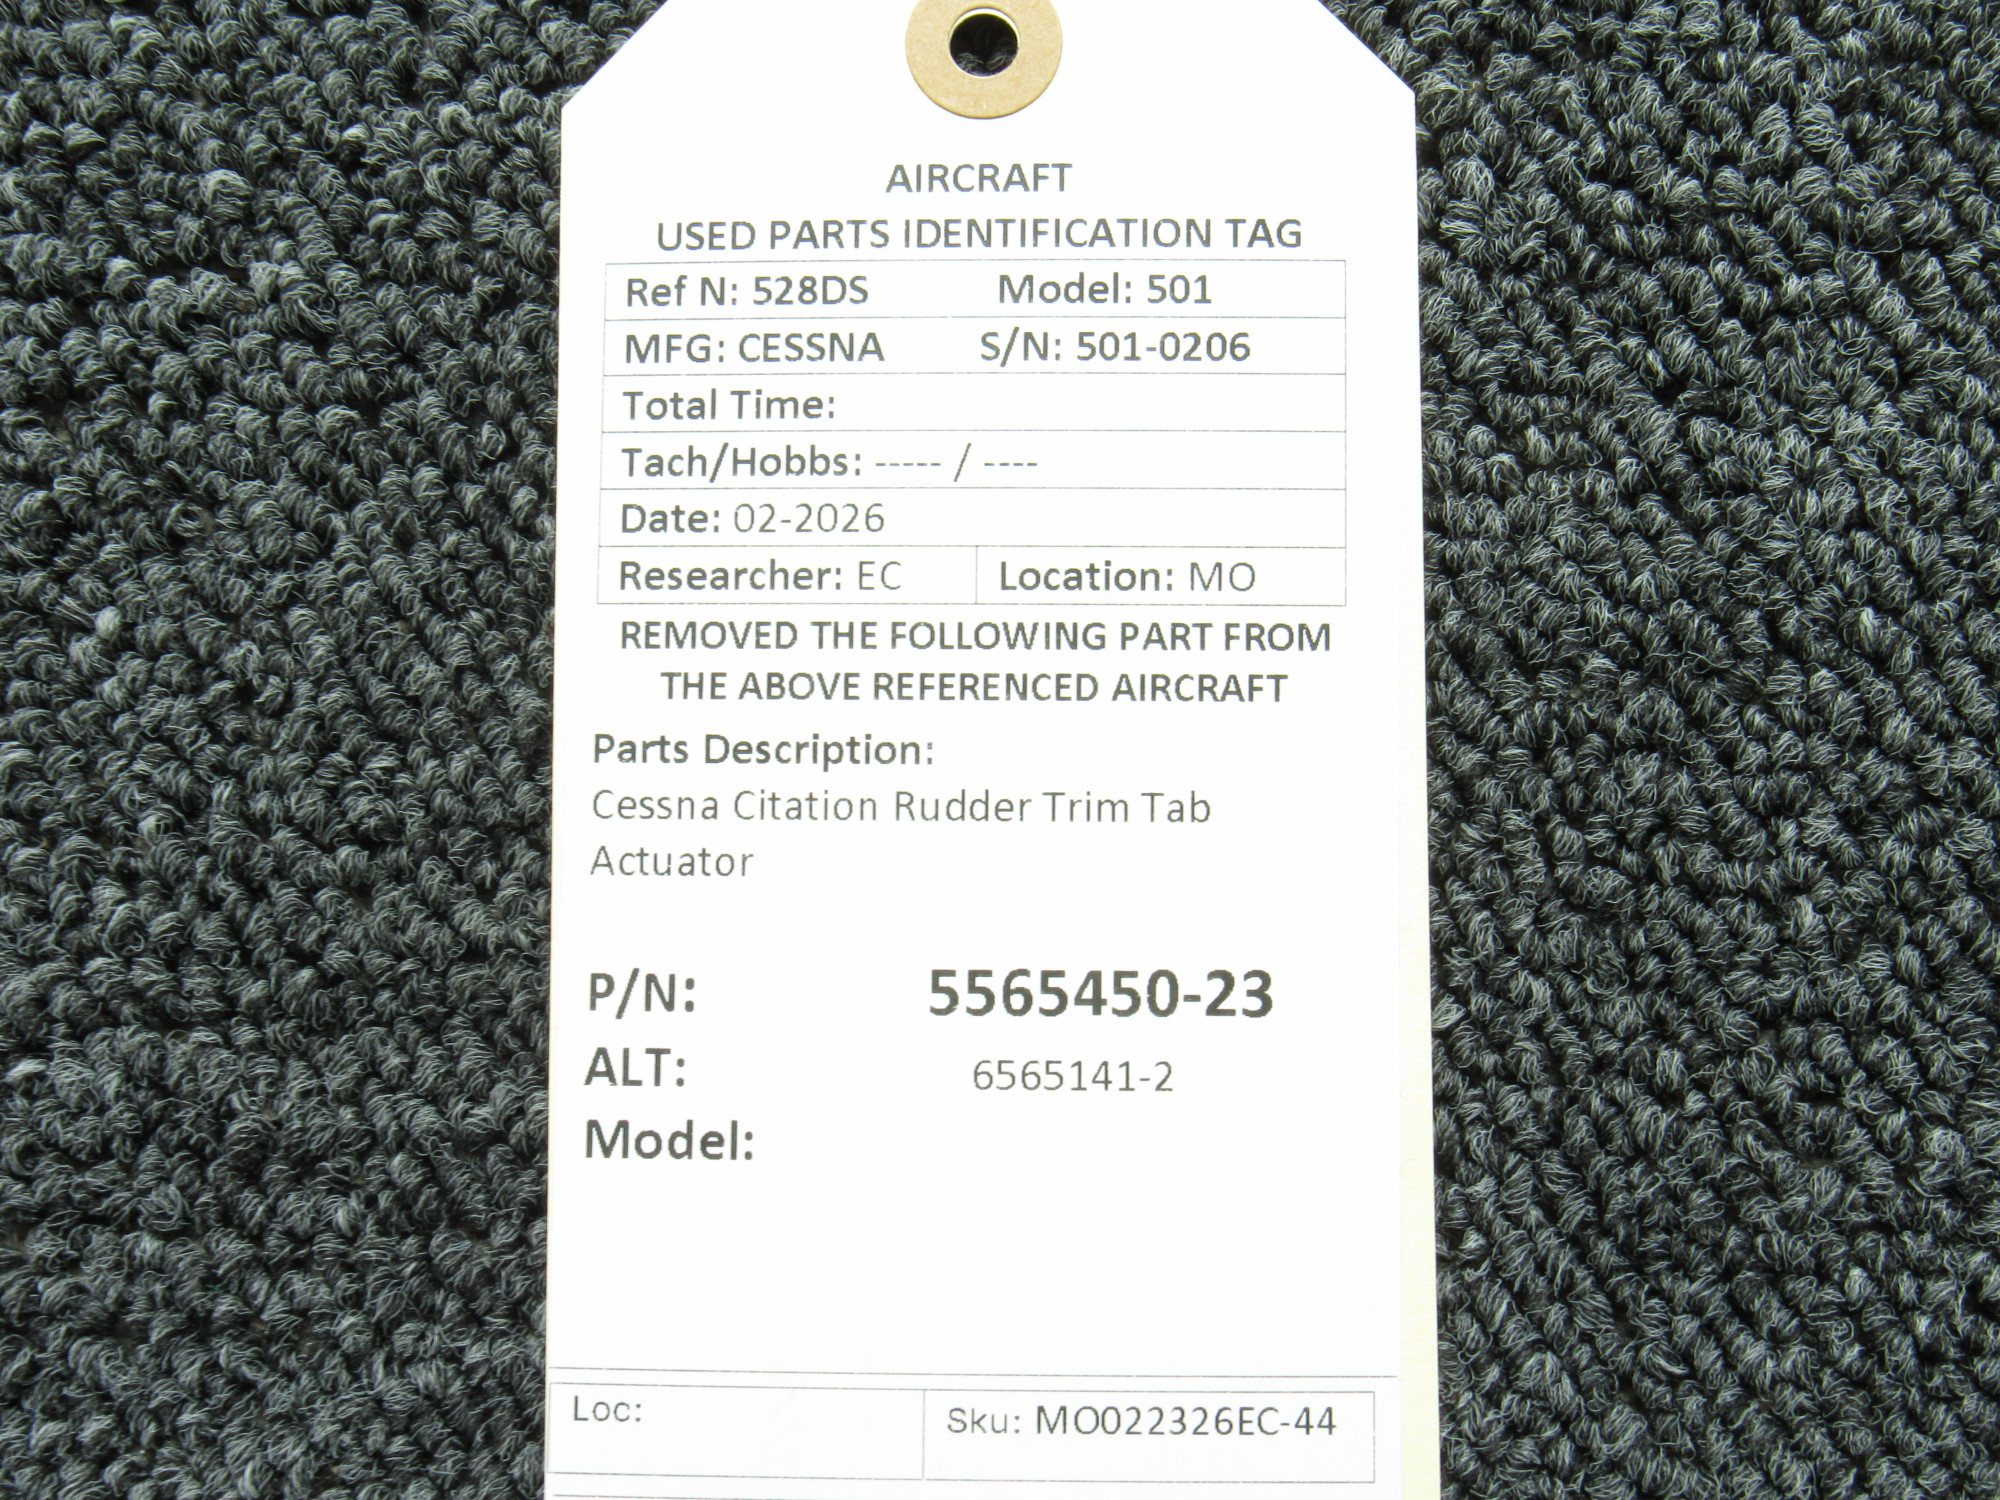 AIRCRAFT
USED PARTS IDENTIFICATION TAG
Ref N: 528DS Model: 501
MFG: CESSNA S/N: 501-0206
Total Time:
Tach/Hobbs: ----- / ----
Date: 02-2026
Researcher: EC Location: MO
REMOVED THE FOLLOWING PART FROM
THE ABOVE REFERENCED AIRCRAFT
Parts Description:
Cessna Citation Rudder Trim Tab
Actuator
P/N: 5565450-23
ALT: 6565141-2
Model:
Loc: Sku: MO022326EC-44